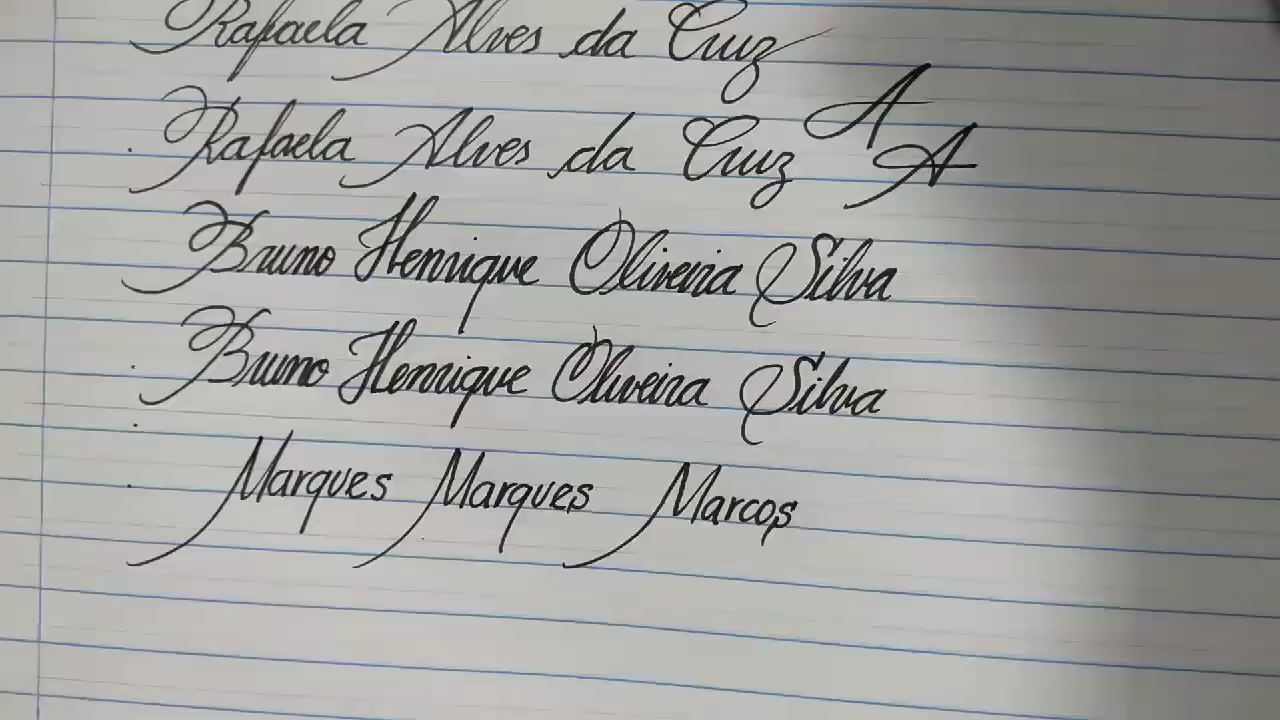 Rafaela Alves da Cruz
Rafaela Alves da Cruz A A
Bruno Henrique Oliveira Silva
Bruno Henrique Oliveira Silva
Marques Marques Marcos